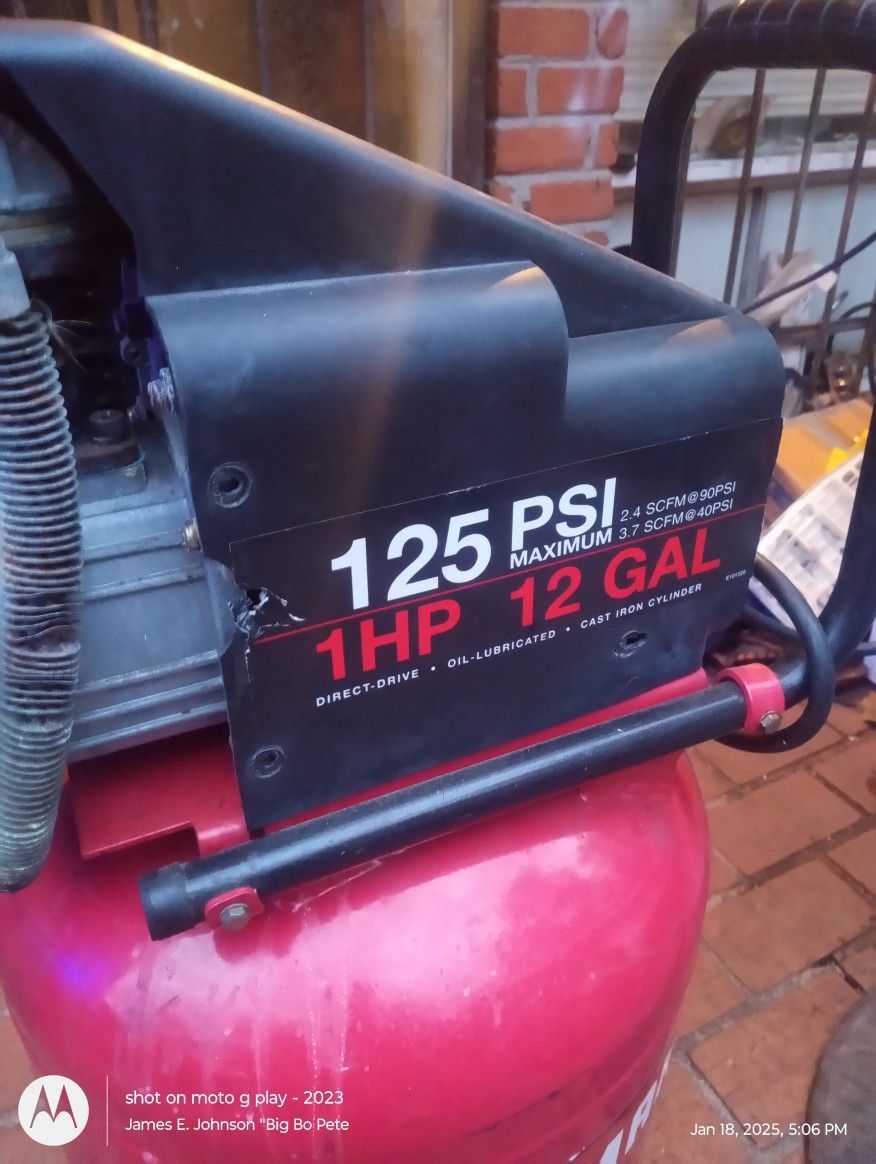 125 PSI MAXIMUM
2.4 SCFM@90PSI
3.7 SCFM@40PSI
1HP 12 GAL
DIRECT-DRIVE • OIL-LUBRICATED • CAST IRON CYLINDER
shot on moto g play - 2023
James E. Johnson "Big Bo Pete
Jan 18, 2025, 5:06 PM